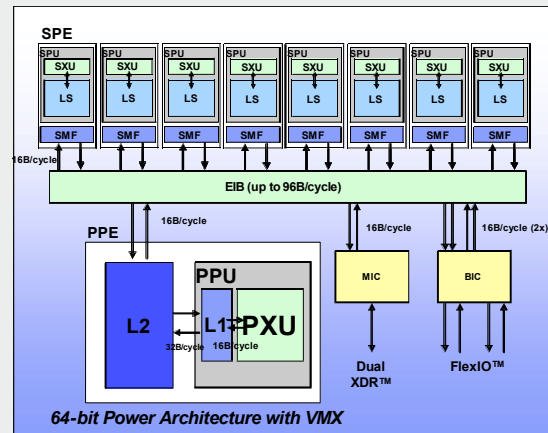 SPE
SPU SPU SPU SPU SPU SPU SPU SPU
SXU SXU SXU SXU SXU SXU SXU SXU
LS LS LS LS LS LS LS LS
SMF SMF SMF SMF SMF SMF SMF SMF
16B/cycle
EIB (up to 96B/cycle)
16B/cycle 16B/cycle 16B/cycle (2x)
PPE
PPU
MIC BIC
L2 L1 PXU
32B/cycle 16B/cycle
Dual
XDR™
FlexIO™
64-bit Power Architecture with VMX